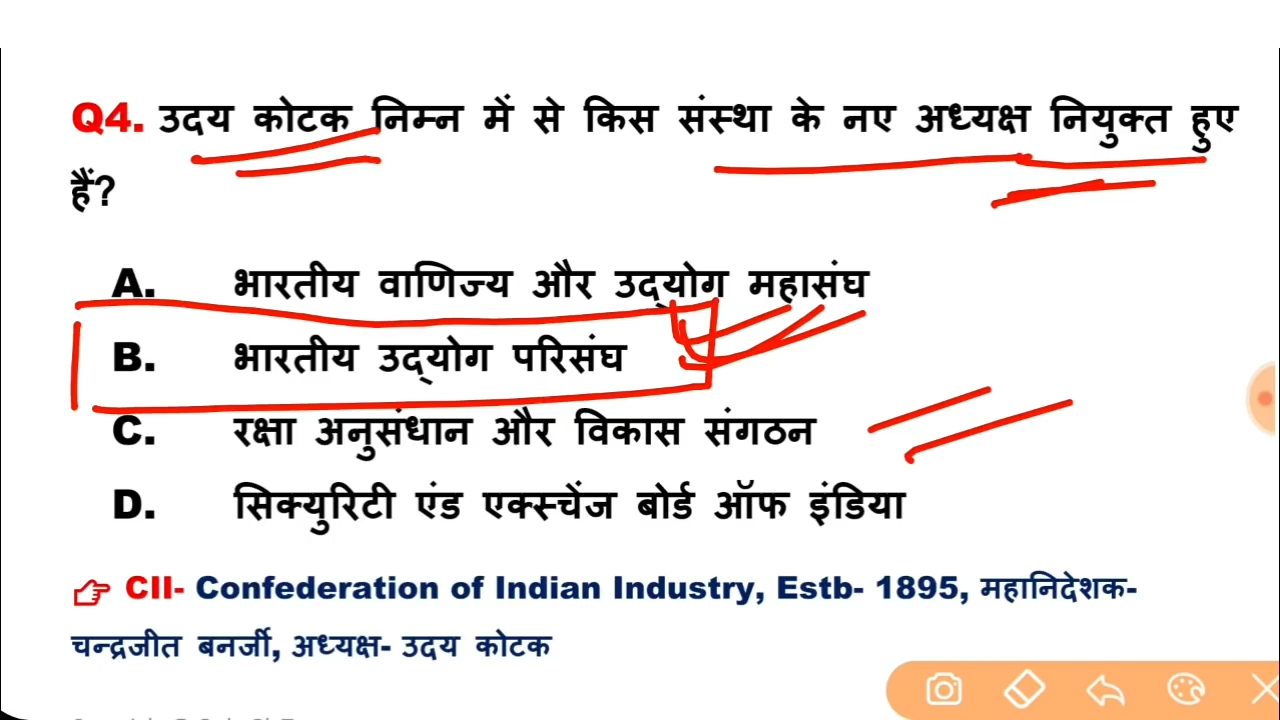 Q4. उदय कोटक निम्न में से किस संस्था के नए अध्यक्ष नियुक्त हुए
हैं?
A. भारतीय वाणिज्य और उद्योग महासंघ
B. भारतीय उद्योग परिसंघ
C. रक्षा अनुसंधान और विकास संगठन
D. सिक्युरिटी एंड एक्स्चेंज बोर्ड ऑफ इंडिया
CII- Confederation of Indian Industry, Estb- 1895, महानिदेशक-
चन्द्रजीत बनर्जी, अध्यक्ष- उदय कोटक